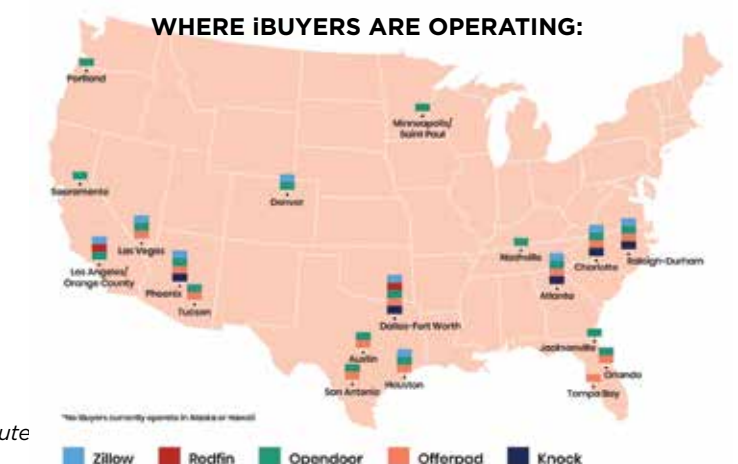 WHERE iBUYERS ARE OPERATING:
Portland
Minneapolis/
Saint Paul
Sacramento
Denver
Las Vegas
Los Angeles/
Orange County
Phoenix
Tucson
Nashville
Charlotte
Raleigh-Durham
Atlanta
Dallas-Fort Worth
Austin
San Antonio
Houston
Jacksonville
Orlando
Tampa Bay
*No iBuyers currently operate in Alaska or Hawaii
ute
Zillow
Redfin
Opendoor
Offerpad
Knock